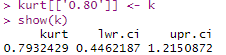 > kurt[['0.80']] <- k
> show(k)
     kurt    lwr.ci    upr.ci
0.7932429 0.4462187 1.2150872